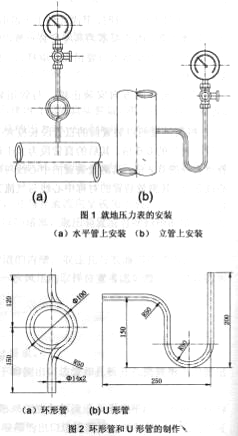 (a) (b)
图 1 就地压力表的安装
(a) 水平管上安装 (b) 立管上安装
120
150
Φ100
R50
Φ14x2
R50
150
R50
200
250
(a) 环形管 (b) U 形管
图 2 环形管和 U 形管的制作